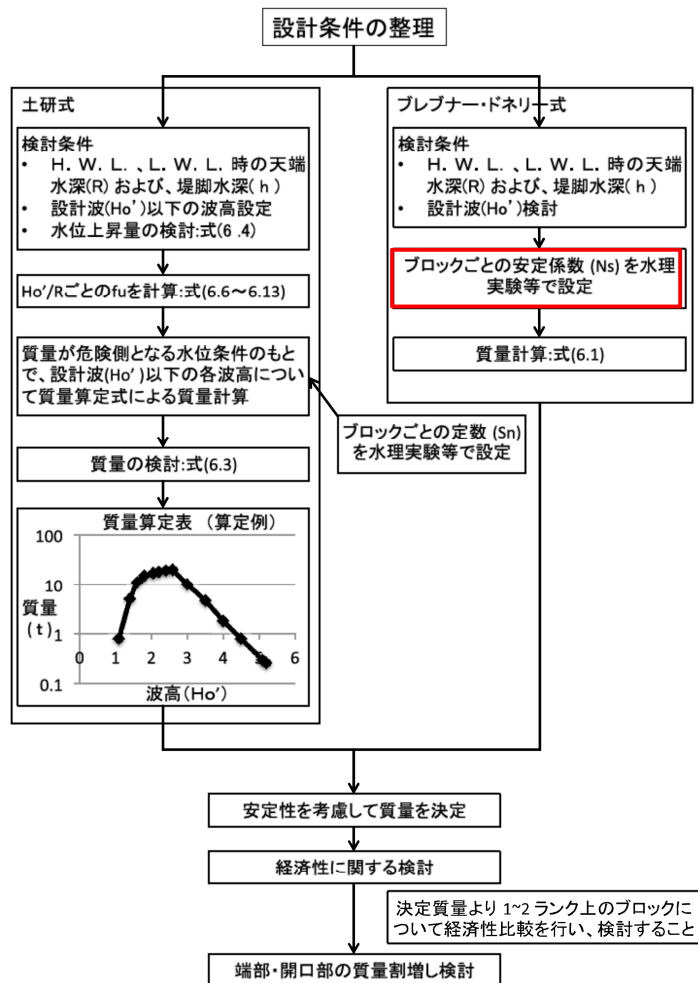 設計条件の整理
土研式
検討条件
• H. W. L. 、L. W. L. 時の天端
水深(R) および、堤脚水深( h )
• 設計波(Ho’)以下の波高設定
• 水位上昇量の検討:式(6 .4)
Ho’/Rごとのfuを計算:式(6.6〜6.13)
質量が危険側となる水位条件のもと
で、設計波(Ho’ )以下の各波高につい
て質量算定式による質量計算
ブロックごとの定数 (Sn)
を水理実験等で設定
質量の検討:式(6.3)
質量算定表 (算定例)
100
10
1
0.1
質量
( t )
0 1 2 3 4 5 6
波高(Ho’)
ブレブナー・ドネリー式
検討条件
• H. W. L. 、L. W. L. 時の天端
水深(R) および、堤脚水深( h )
• 設計波(Ho’)検討
ブロックごとの安定係数 (Ns) を水理
実験等で設定
質量計算:式(6.1)
安定性を考慮して質量を決定
経済性に関する検討
決定質量より 1~2 ランク上のブロックに
ついて経済性比較を行い、検討すること
端部・開口部の質量割増し検討